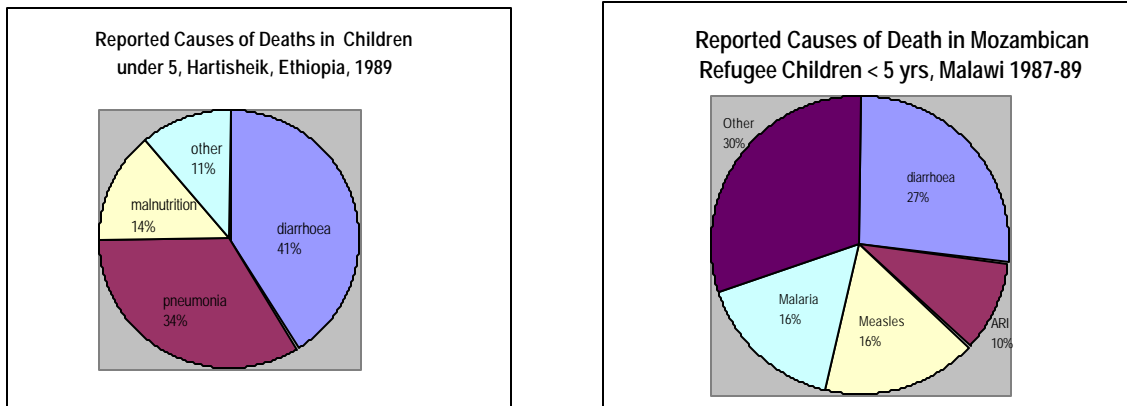 Reported Causes of Deaths in Children
under 5, Hartisheik, Ethiopia, 1989
other
11%
malnutrition
14%
diarrhoea
41%
pneumonia
34%
Reported Causes of Death in Mozambican
Refugee Children < 5 yrs, Malawi 1987-89
Other
30%
diarrhoea
27%
Malaria
16%
Measles
16%
ARI
10%